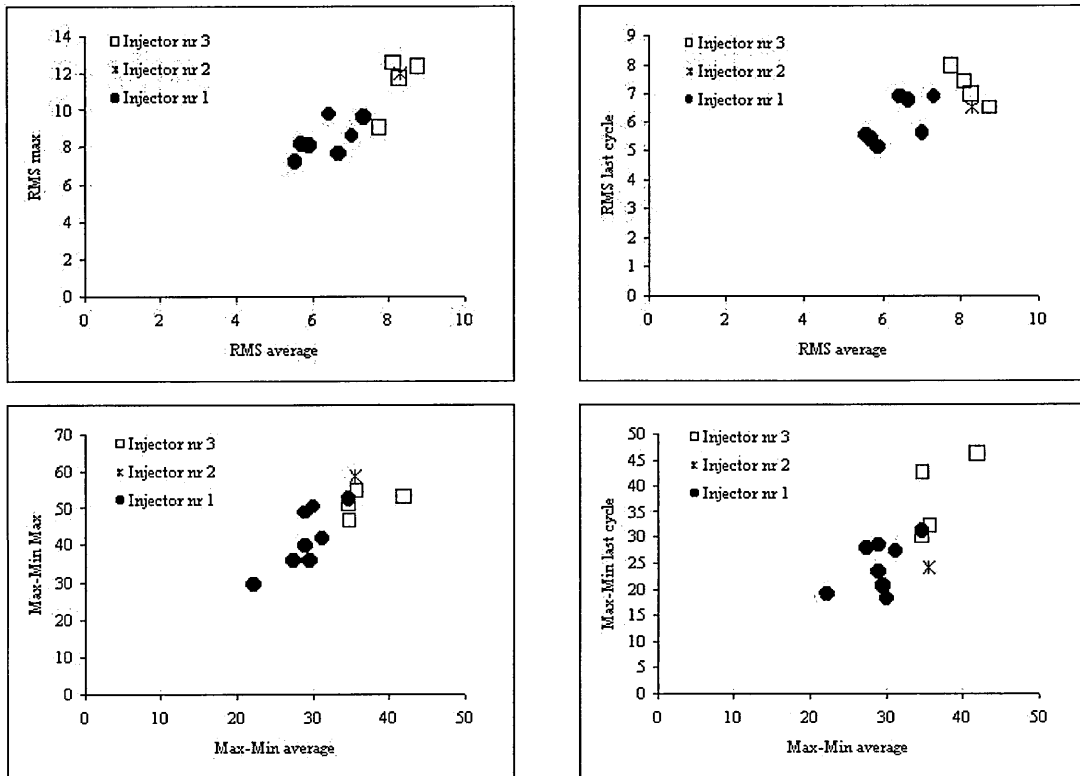 14
12
10
8
6
4
2
0
RMS max
Injector nr 3
Injector nr 2
Injector nr 1
0 2 4 6 8 10
RMS average
9
8
7
6
5
4
3
2
1
0
RMS last cycle
Injector nr 3
Injector nr 2
Injector nr 1
0 2 4 6 8 10
RMS average
70
60
50
40
30
20
10
0
Max-Min Max
Injector nr 3
Injector nr 2
Injector nr 1
0 10 20 30 40 50
Max-Min average
50
45
40
35
30
25
20
15
10
5
0
Max-Min last cycle
Injector nr 3
Injector nr 2
Injector nr 1
0 10 20 30 40 50
Max-Min average